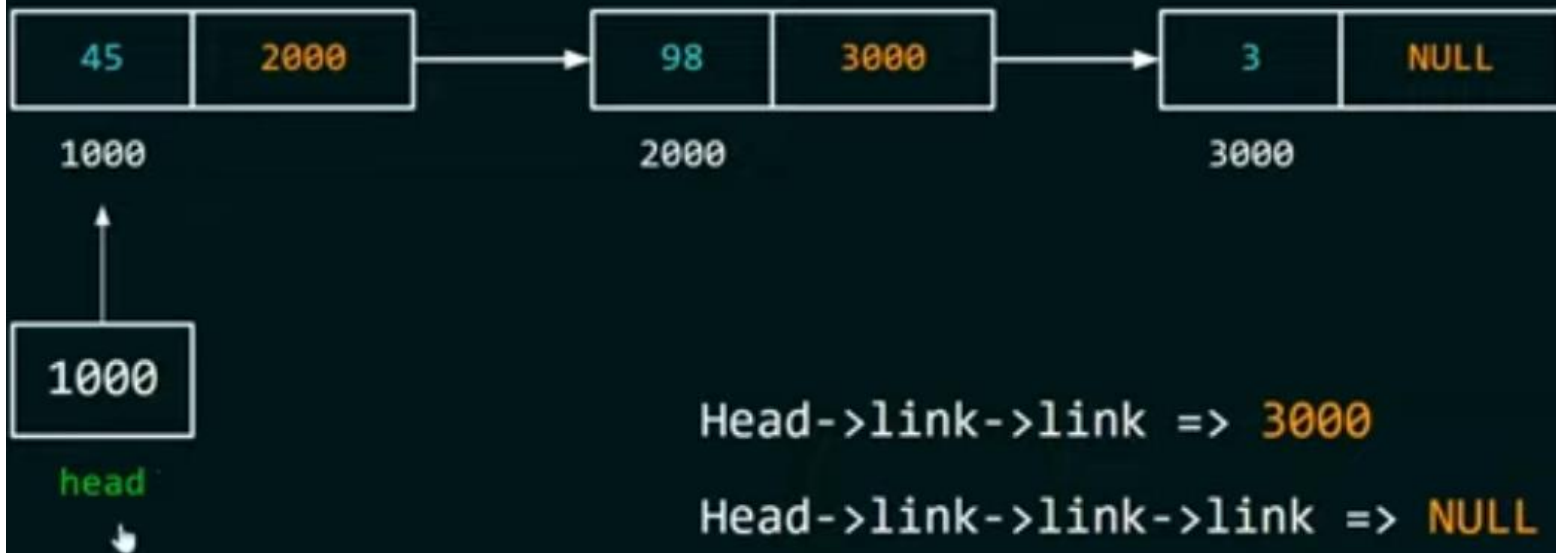 45 2000 98 3000 3 NULL
1000 2000 3000
1000
head
Head->link->link => 3000
Head->link->link->link => NULL